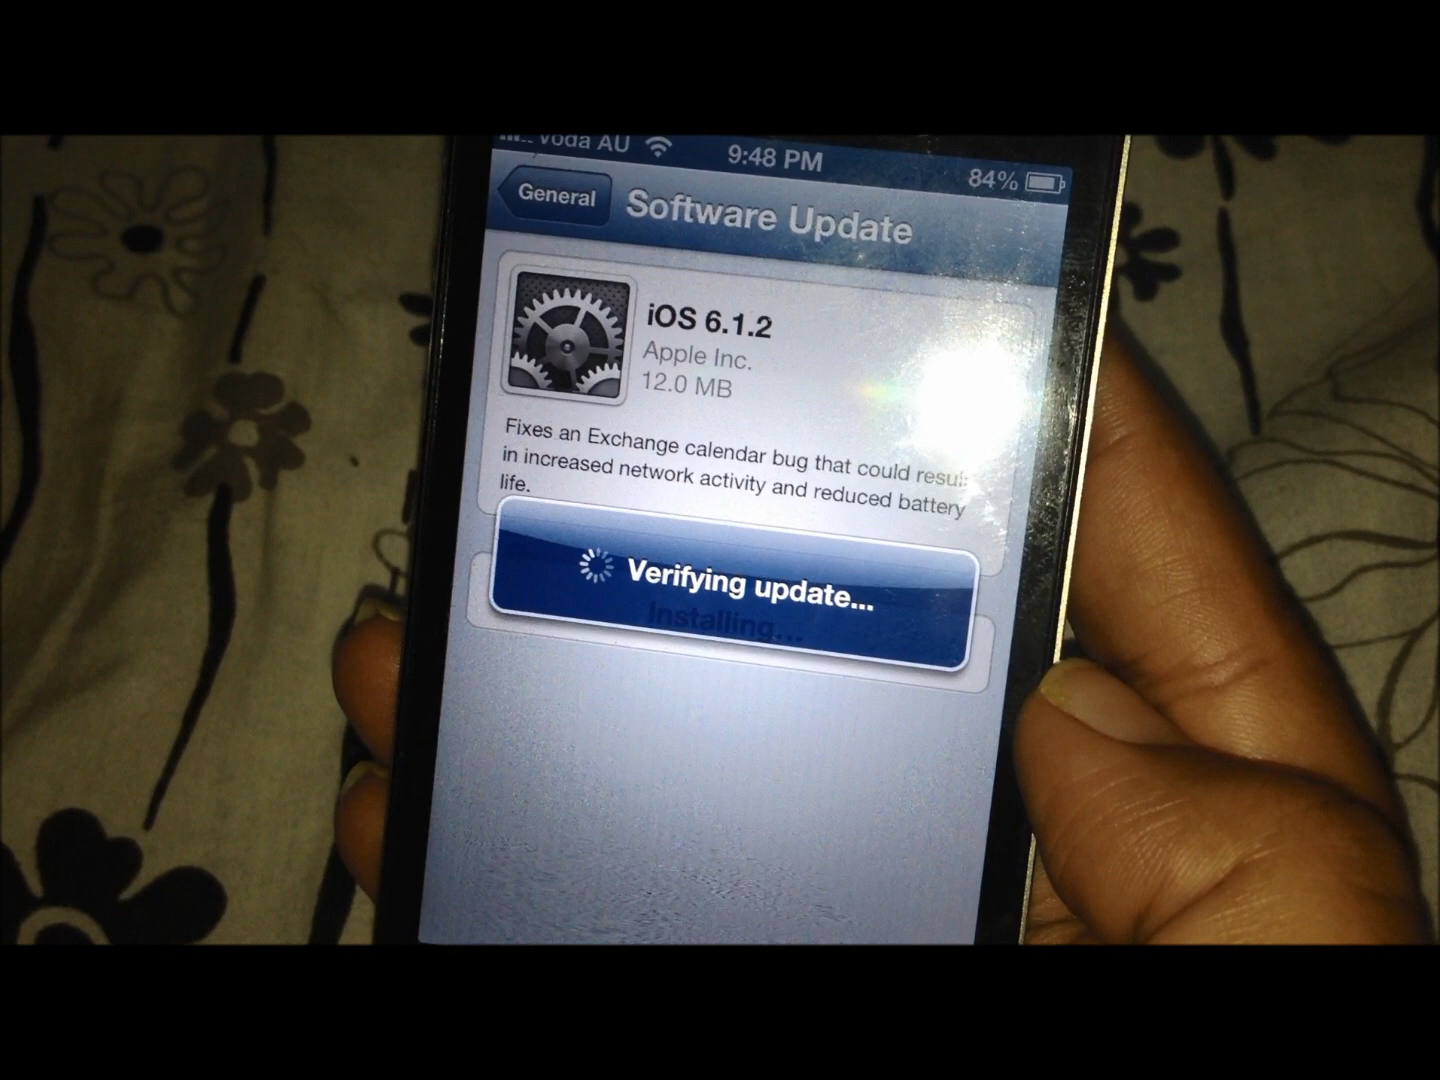 Voda AU 9:48 PM 84%
General Software Update
iOS 6.1.2
Apple Inc.
12.0 MB
Fixes an Exchange calendar bug that could result
in increased network activity and reduced battery
life.
Verifying update...
Installing...